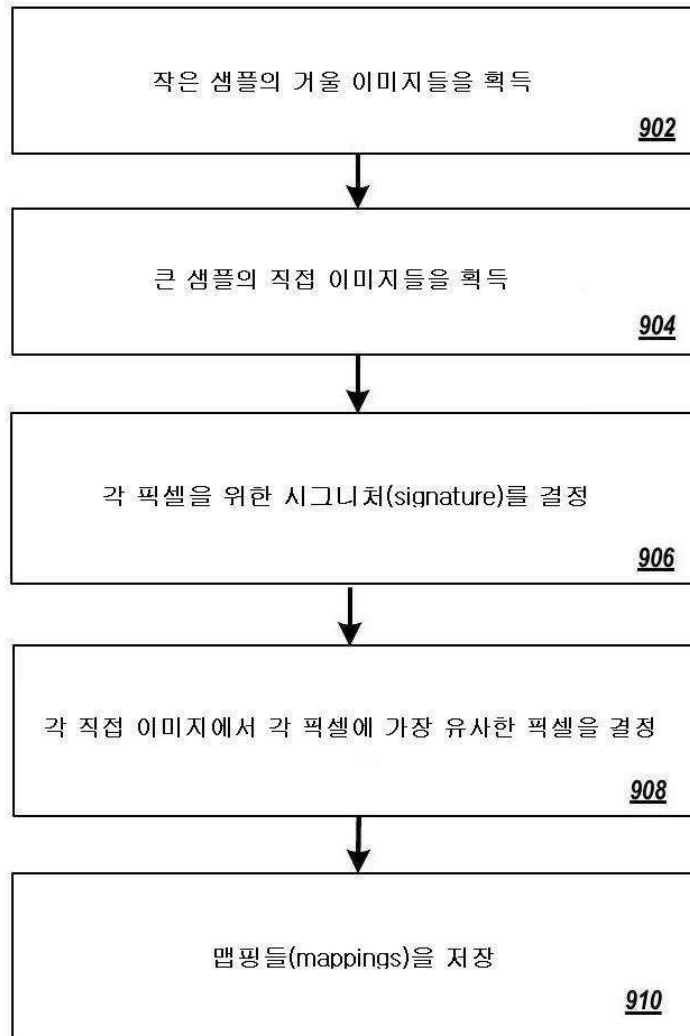 작은 샘플의 거울 이미지들을 획득
902
큰 샘플의 직접 이미지들을 획득
904
각 픽셀을 위한 시그니처(signature)를 결정
906
각 직접 이미지에서 각 픽셀에 가장 유사한 픽셀을 결정
908
맵핑들(mappings)을 저장
910